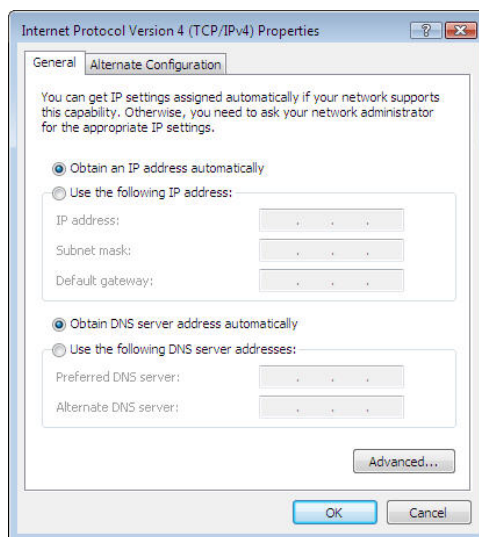 Internet Protocol Version 4 (TCP/IPv4) Properties
General
Alternate Configuration
You can get IP settings assigned automatically if your network supports
this capability. Otherwise, you need to ask your network administrator
for the appropriate IP settings.
Obtain an IP address automatically
Use the following IP address:
IP address:
Subnet mask:
Default gateway:
Obtain DNS server address automatically
Use the following DNS server addresses:
Preferred DNS server:
Alternate DNS server:
Advanced...
OK
Cancel